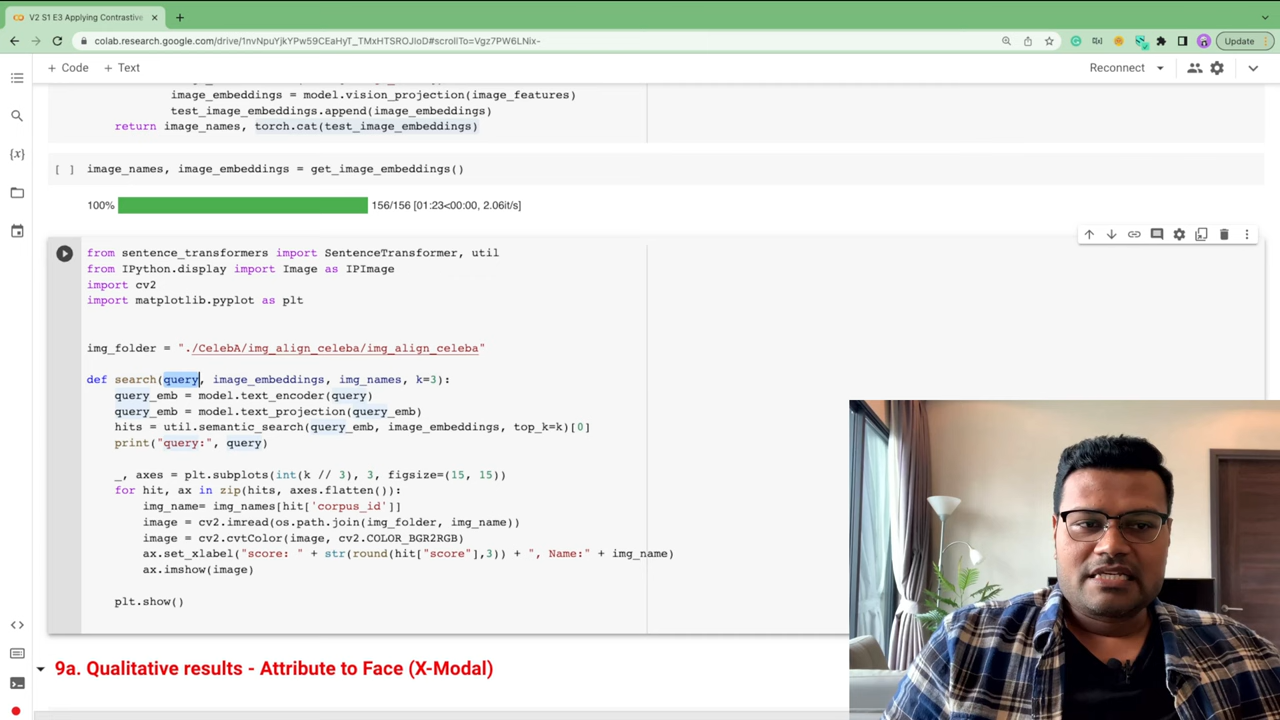 V2 S1 E3 Applying Contrastive
colab.research.google.com/drive/1nvNpuYjkYPw59CEaHyT_TMxHTSROJIoD#scrollTo=Vgz7PW6LNix-
Update
+ Code + Text
Reconnect
image_embeddings = model.vision_projection(image_features)
test_image_embeddings.append(image_embeddings)
return image_names, torch.cat(test_image_embeddings)
[ ] image_names, image_embeddings = get_image_embeddings()
100% 156/156 [01:23<00:00, 2.06it/s]
from sentence_transformers import SentenceTransformer, util
from IPython.display import Image as IPImage
import cv2
import matplotlib.pyplot as plt
img_folder = "./CelebA/img_align_celeba/img_align_celeba"
def search(query, image_embeddings, img_names, k=3):
query_emb = model.text_encoder(query)
query_emb = model.text_projection(query_emb)
hits = util.semantic_search(query_emb, image_embeddings, top_k=k)[0]
print("query:", query)
_, axes = plt.subplots(int(k // 3), 3, figsize=(15, 15))
for hit, ax in zip(hits, axes.flatten()):
img_name= img_names[hit['corpus_id']]
image = cv2.imread(os.path.join(img_folder, img_name))
image = cv2.cvtColor(image, cv2.COLOR_BGR2RGB)
ax.set_xlabel("score: " + str(round(hit["score"],3)) + ", Name:" + img_name)
ax.imshow(image)
plt.show()
9a. Qualitative results - Attribute to Face (X-Modal)